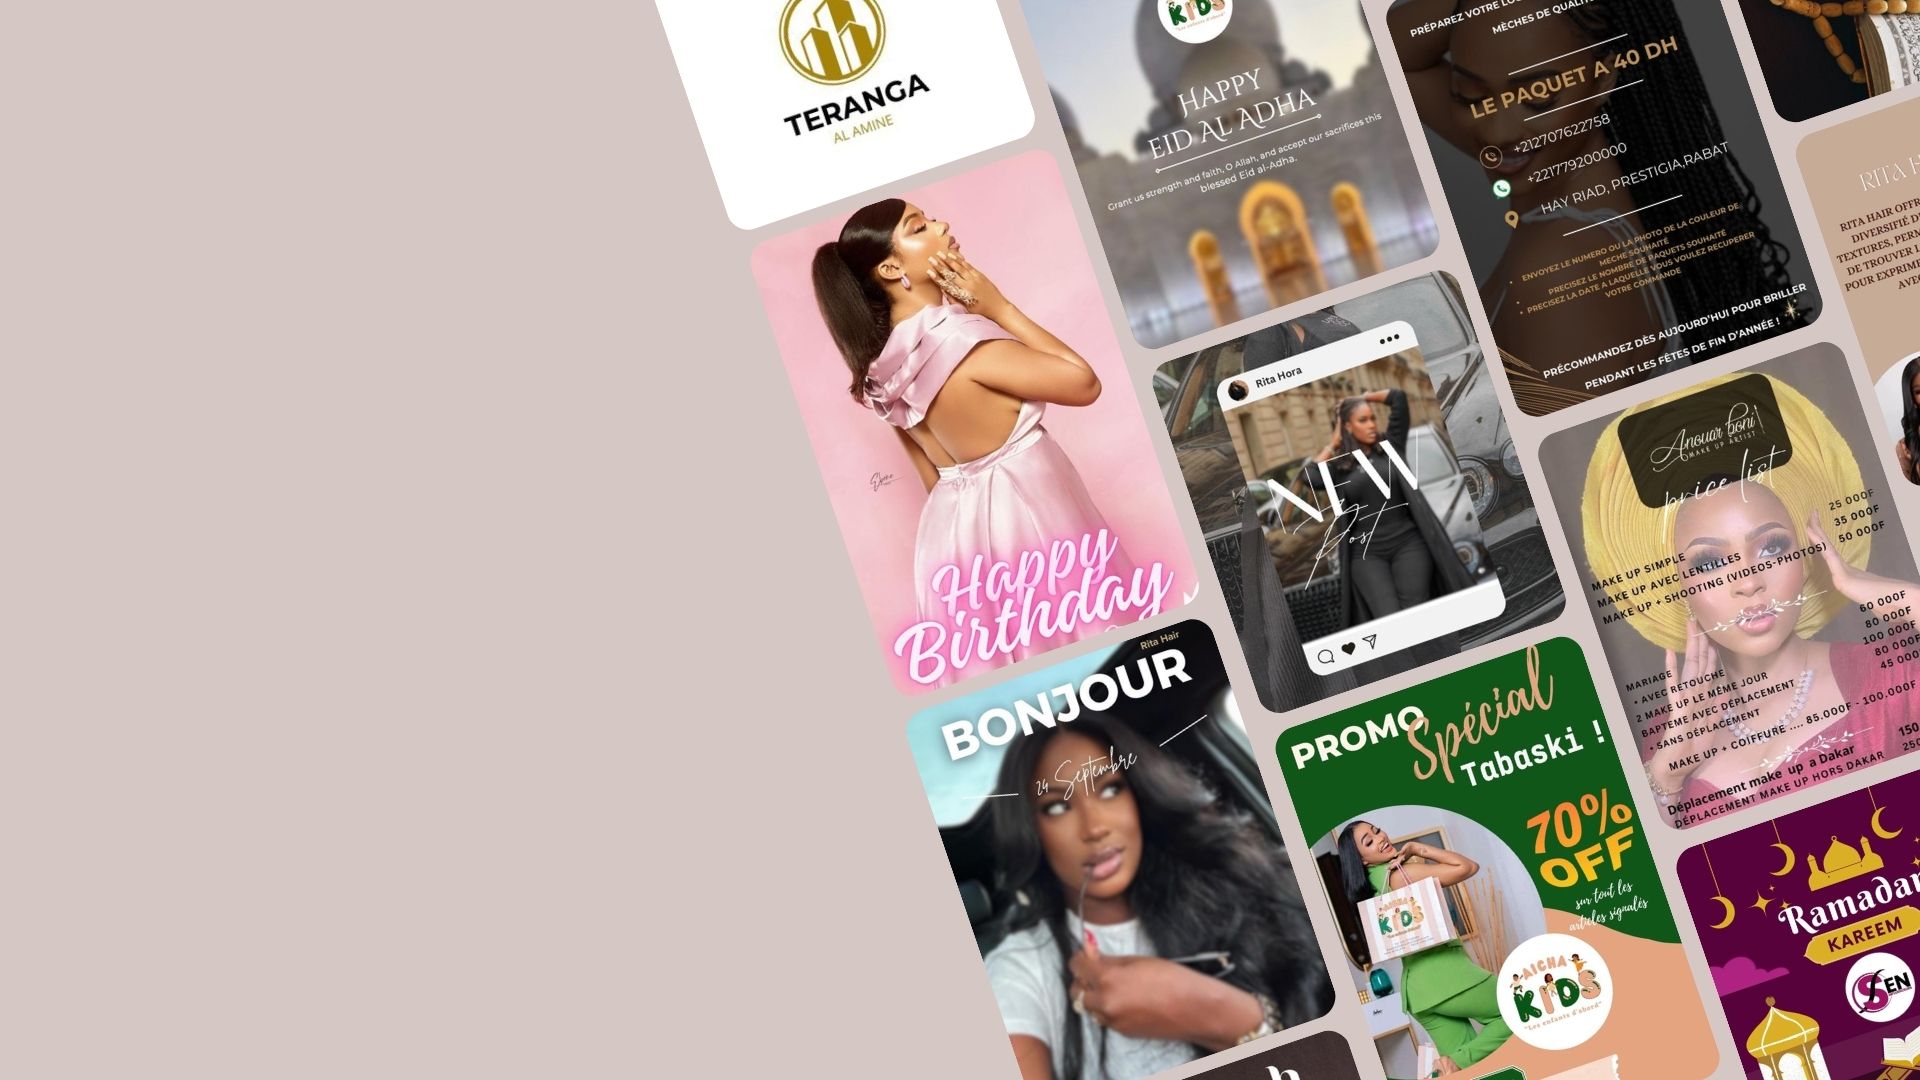 TERANGA
AL AMINE
KIDS
HAPPY
EID AL ADHA
Grant us strength and faith, O Allah, and accept our sacrifices this
blessed Eid al-Adha.
PRÉPAREZ VOTRE
MÈCHES DE
LE PAQUET A 40 DH
+212707622758
+221779200000
HAY RIAD, PRESTIGIA,RABAT
ENVOYEZ LE NUMERO OU LA PHOTO DE LA COULEUR DE
MECHE SOUHAITÉ
PRECISEZ LE NOMBRE DE PAQUETS SOUHAITE
PRECISEZ LA DATE A LAQUELLE VOUS VOULEZ RECUPERER
VOTRE COMMANDE
PRÉCOMMANDEZ DÈS AUJOURD'HUI POUR BRILLER
PENDANT LES FÊTES DE FIN D'ANNÉE !
RITA
RITA HAIR
DIVERSIFIÉ
TEXTURES,
DE TROUVER
POUR
Happy
Birthday
Rita Hora
NEW
Post
Anouar boni
MAKE UP ARTIST
price list
MAKE UP SIMPLE 25 000F
MAKE UP AVEC LENTILLES 35 000F
MAKE UP + SHOOTING (VIDEOS-PHOTOS) 50 000F
MARIAGE 60 000F
* AVEC RETOUCHE 80 000F
2 MAKE UP LE MÊME JOUR 100 000F
BAPTEME AVEC DÉPLACEMENT 80 000F
* SANS DÉPLACEMENT 45 000
MAKE UP + COIFFURE .... 85.000F - 100.000F
Déplacement make up a Dakar 150
DÉPLACEMENT MAKE UP HORS DAKAR 250
Rita Hair
BONJOUR
24 Septembre
PROMO
Spécial
Tabaski !
70%
OFF
sur tout les
articles signalés
KIDS
AICHA
KIDS
"Les enfants d'abord"
Ramadan
KAREEM
SEN